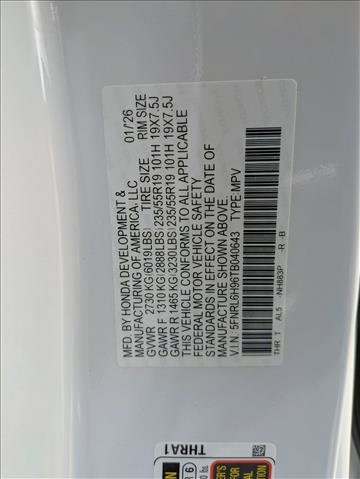 MFD. BY HONDA DEVELOPMENT &
MANUFACTURING OF AMERICA, LLC 01/'26
GVWR 2730 KG(6019LBS) TIRE SIZE RIM SIZE
GAWR F 1310 KG(2888LBS)235/55R19 101H 19X7.5J
GAWR R 1465 KG(3230LBS)235/55R19 101H 19X7.5J
THIS VEHICLE CONFORMS TO ALL APPLICABLE
FEDERAL MOTOR VEHICLE SAFETY
STANDARDS IN EFFECT ON THE DATE OF
MANUFACTURE SHOWN ABOVE.
V.I.N: 5FNRL6H96TB040643 TYPE:MPV
THR T AL5 -NH883P -R -B
THRA1